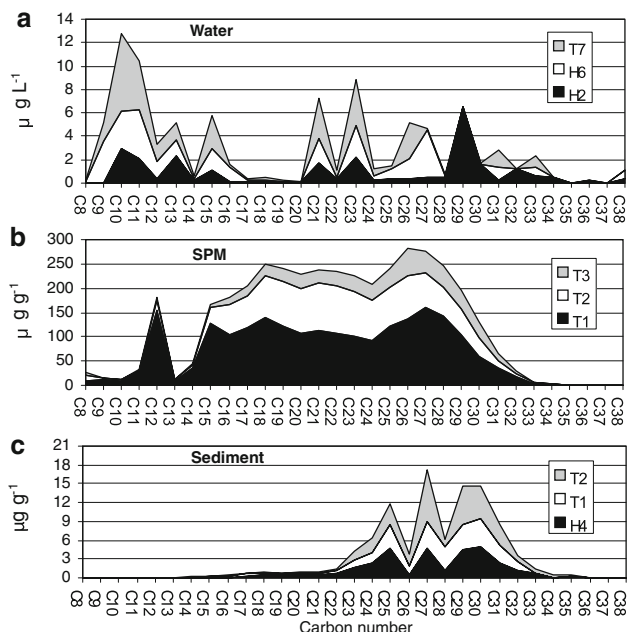 a
Water
μ g L⁻¹
14
12
10
8
6
4
2
0
T7
H6
H2
C8 C9 C10 C11 C12 C13 C14 C15 C16 C17 C18 C19 C20 C21 C22 C23 C24 C25 C26 C27 C28 C29 C30 C31 C32 C33 C34 C35 C36 C37 C38
b
SPM
μ g g⁻¹
300
250
200
150
100
50
0
T3
T2
T1
C8 C9 C10 C11 C12 C13 C14 C15 C16 C17 C18 C19 C20 C21 C22 C23 C24 C25 C26 C27 C28 C29 C30 C31 C32 C33 C34 C35 C36 C37 C38
c
Sediment
μg g⁻¹
21
18
15
12
9
6
3
0
T2
T1
H4
C8 C9 C10 C11 C12 C13 C14 C15 C16 C17 C18 C19 C20 C21 C22 C23 C24 C25 C26 C27 C28 C29 C30 C31 C32 C33 C34 C35 C36 C37 C38
Carbon number